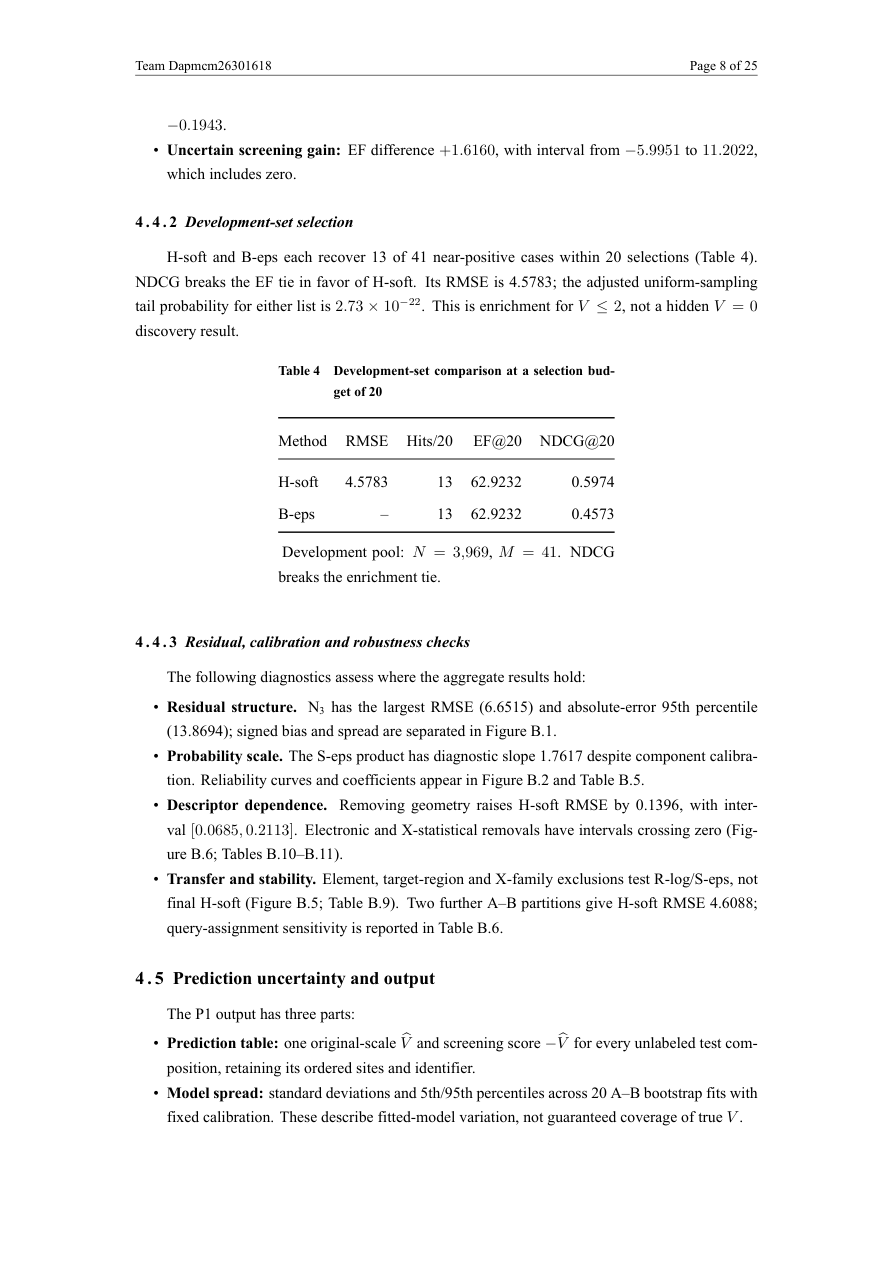 Team Dapmcm26301618 Page 8 of 25
−0.1943.
• Uncertain screening gain: EF difference +1.6160, with interval from −5.9951 to 11.2022,
which includes zero.
4.4.2 Development-set selection
H-soft and B-eps each recover 13 of 41 near-positive cases within 20 selections (Table 4).
NDCG breaks the EF tie in favor of H-soft. Its RMSE is 4.5783; the adjusted uniform-sampling
tail probability for either list is 2.73 × 10⁻²². This is enrichment for V ≤ 2, not a hidden V = 0
discovery result.
Table 4 Development-set comparison at a selection bud-
get of 20
Method RMSE Hits/20 EF@20 NDCG@20
H-soft 4.5783 13 62.9232 0.5974
B-eps – 13 62.9232 0.4573
Development pool: N = 3,969, M = 41. NDCG
breaks the enrichment tie.
4.4.3 Residual, calibration and robustness checks
The following diagnostics assess where the aggregate results hold:
• Residual structure. N₃ has the largest RMSE (6.6515) and absolute-error 95th percentile
(13.8694); signed bias and spread are separated in Figure B.1.
• Probability scale. The S-eps product has diagnostic slope 1.7617 despite component calibra-
tion. Reliability curves and coefficients appear in Figure B.2 and Table B.5.
• Descriptor dependence. Removing geometry raises H-soft RMSE by 0.1396, with inter-
val [0.0685, 0.2113]. Electronic and X-statistical removals have intervals crossing zero (Fig-
ure B.6; Tables B.10–B.11).
• Transfer and stability. Element, target-region and X-family exclusions test R-log/S-eps, not
final H-soft (Figure B.5; Table B.9). Two further A–B partitions give H-soft RMSE 4.6088;
query-assignment sensitivity is reported in Table B.6.
4.5 Prediction uncertainty and output
The P1 output has three parts:
• Prediction table: one original-scale V̂ and screening score −V̂ for every unlabeled test com-
position, retaining its ordered sites and identifier.
• Model spread: standard deviations and 5th/95th percentiles across 20 A–B bootstrap fits with
fixed calibration. These describe fitted-model variation, not guaranteed coverage of true V.